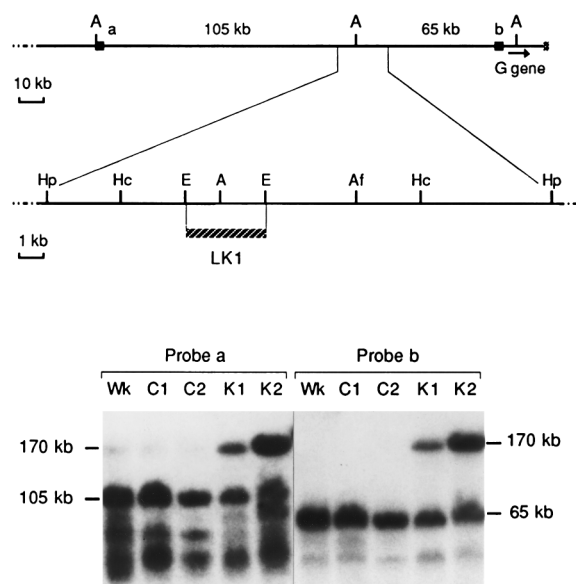 A a 105 kb A 65 kb b A
G gene
10 kb
Hp Hc E A E Af Hc Hp
1 kb
LK1
Probe a Probe b
Wk C1 C2 K1 K2 Wk C1 C2 K1 K2
170 kb 170 kb
105 kb 65 kb